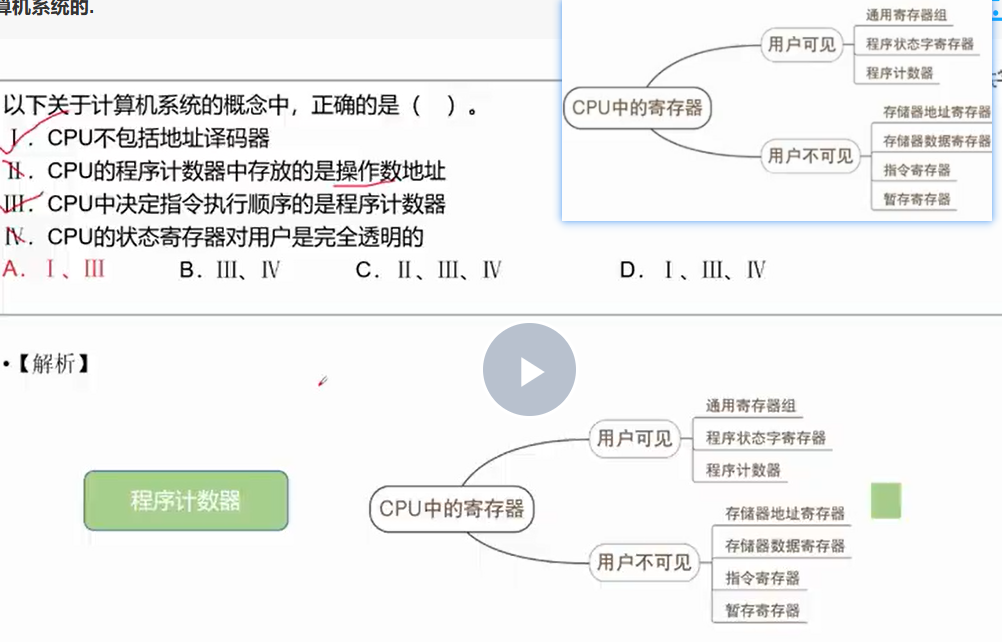 算机系统的.
以下关于计算机系统的概念中，正确的是（　）。
Ⅰ．CPU不包括地址译码器
Ⅱ．CPU的程序计数器中存放的是操作数地址
Ⅲ．CPU中决定指令执行顺序的是程序计数器
Ⅳ．CPU的状态寄存器对用户是完全透明的
A．Ⅰ、Ⅲ B．Ⅲ、Ⅳ C．Ⅱ、Ⅲ、Ⅳ D．Ⅰ、Ⅲ、Ⅳ
CPU中的寄存器
用户可见
通用寄存器组
程序状态字寄存器
程序计数器
用户不可见
存储器地址寄存器
存储器数据寄存器
指令寄存器
暂存寄存器
•【解析】
程序计数器
CPU中的寄存器
用户可见
通用寄存器组
程序状态字寄存器
程序计数器
用户不可见
存储器地址寄存器
存储器数据寄存器
指令寄存器
暂存寄存器